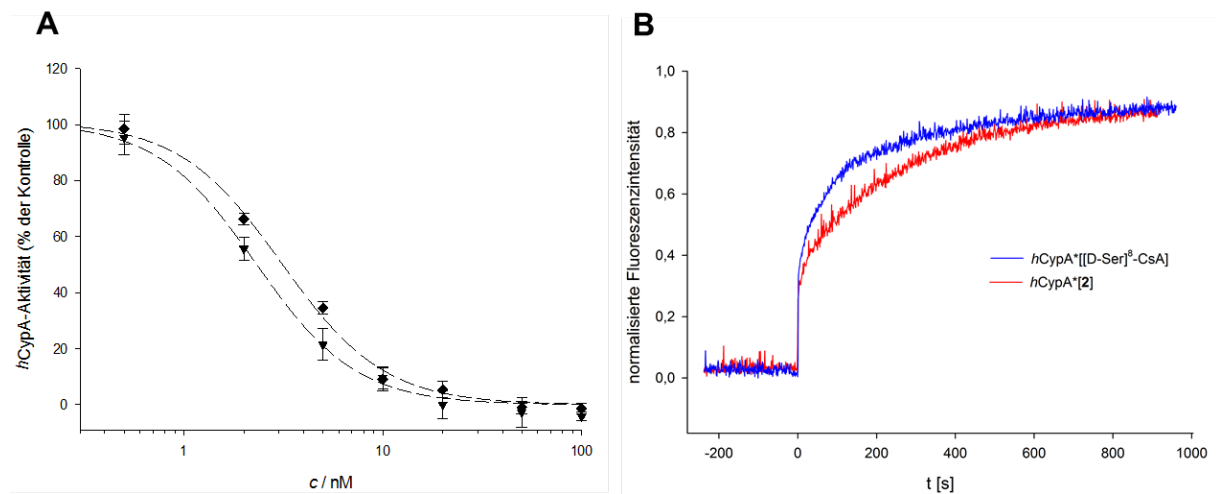 A
hCypA-Aktivität (% der Kontrolle)
120
100
80
60
40
20
0
1
10
100
c / nM
B
normalisierte Fluoreszenzintensität
1,0
0,8
0,6
0,4
0,2
0,0
hCypA*[[D-Ser]⁸-CsA]
hCypA*[2]
-200
0
200
400
600
800
1000
t [s]